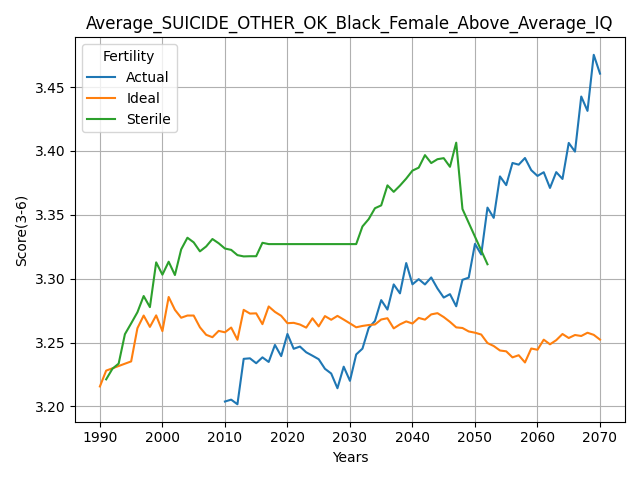 Average_SUICIDE_OTHER_OK_Black_Female_Above_Average_IQ
Fertility
Actual
Ideal
Sterile
Score(3-6)
3.45
3.40
3.35
3.30
3.25
3.20
1990 2000 2010 2020 2030 2040 2050 2060 2070
Years